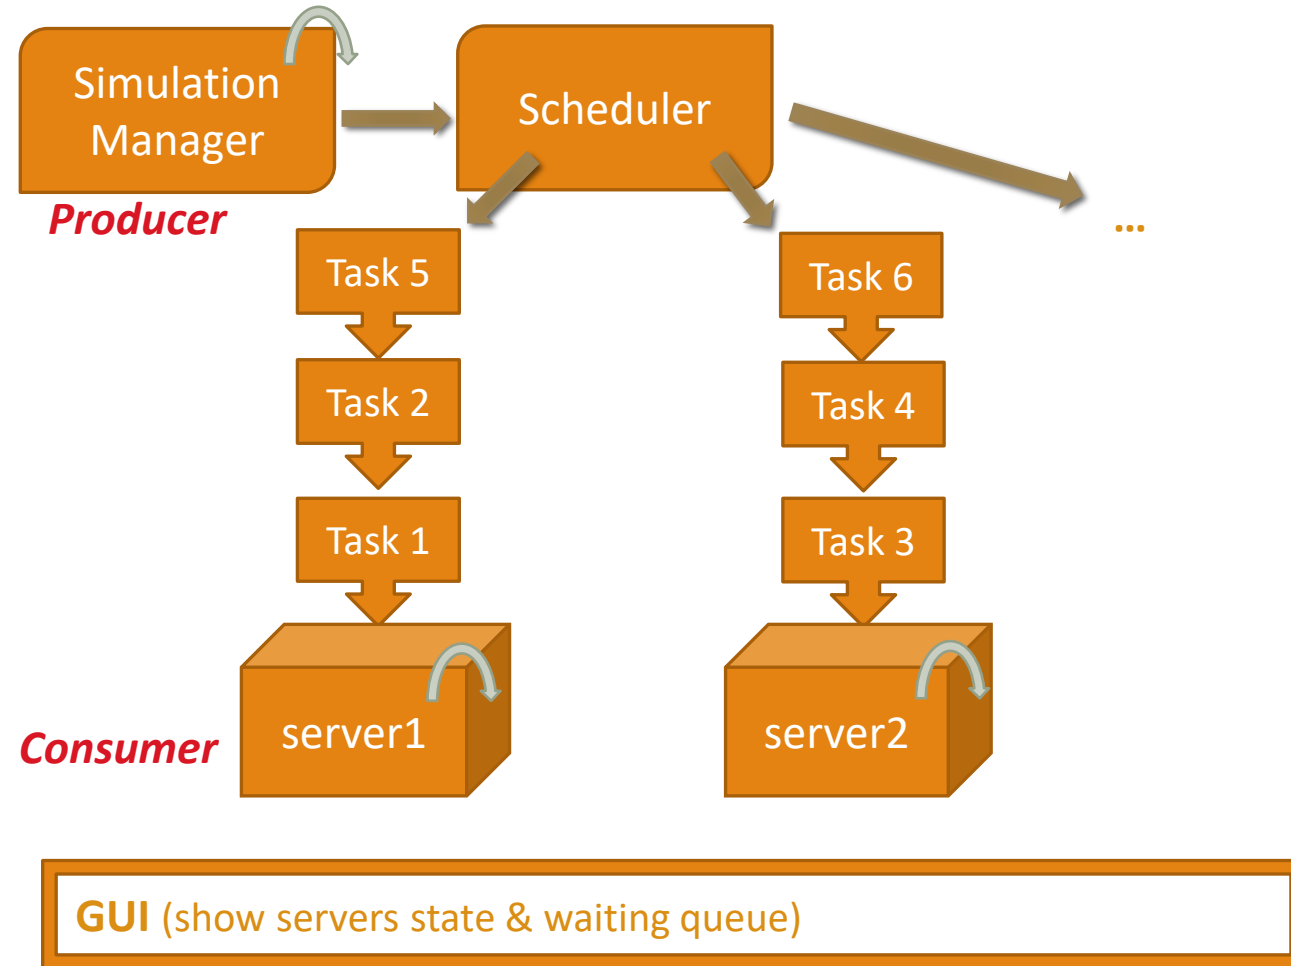 Simulation
Manager
Scheduler
Producer
...
Task 5
Task 6
Task 2
Task 4
Task 1
Task 3
server1
server2
Consumer
GUI (show servers state & waiting queue)